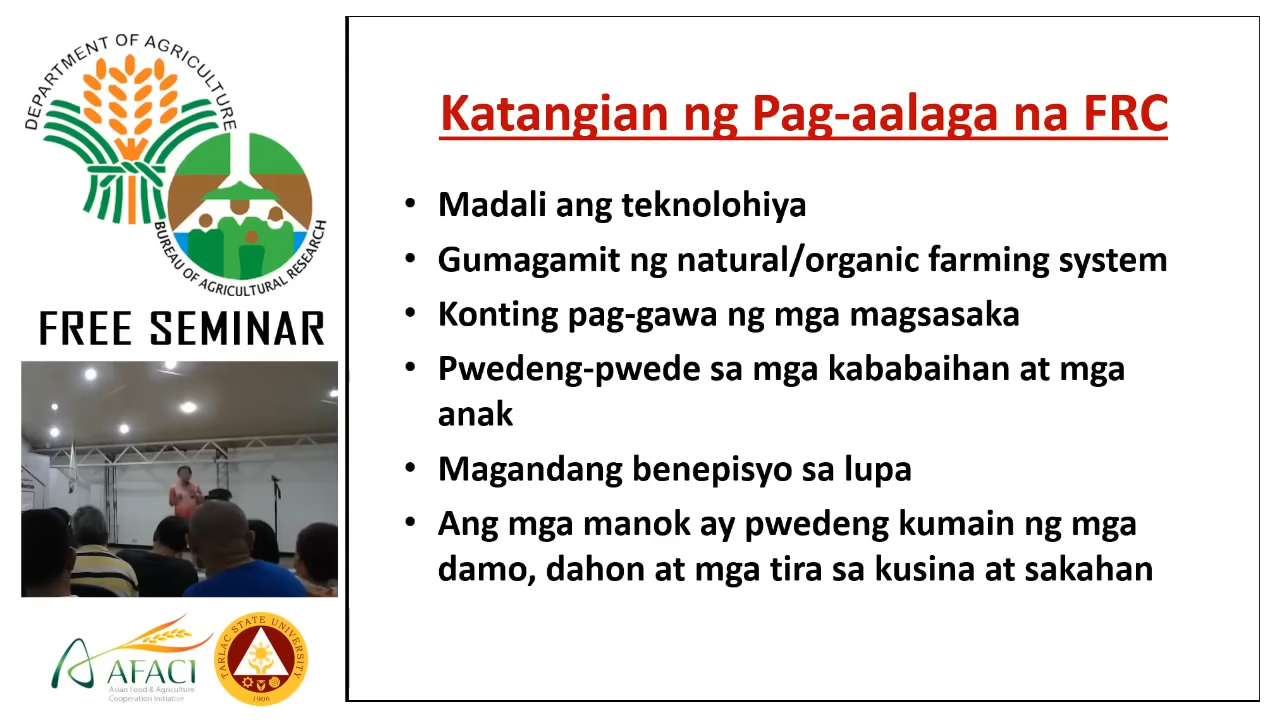 DEPARTMENT OF AGRICULTURE
BUREAU OF AGRICULTURAL RESEARCH
FREE SEMINAR
AFACI
Asian Food & Agriculture
Cooperation Initiative
TARLAC STATE UNIVERSITY
1906
Katangian ng Pag-aalaga na FRC
• Madali ang teknolohiya
• Gumagamit ng natural/organic farming system
• Konting pag-gawa ng mga magsasaka
• Pwedeng-pwede sa mga kababaihan at mga
anak
• Magandang benepisyo sa lupa
• Ang mga manok ay pwedeng kumain ng mga
damo, dahon at mga tira sa kusina at sakahan